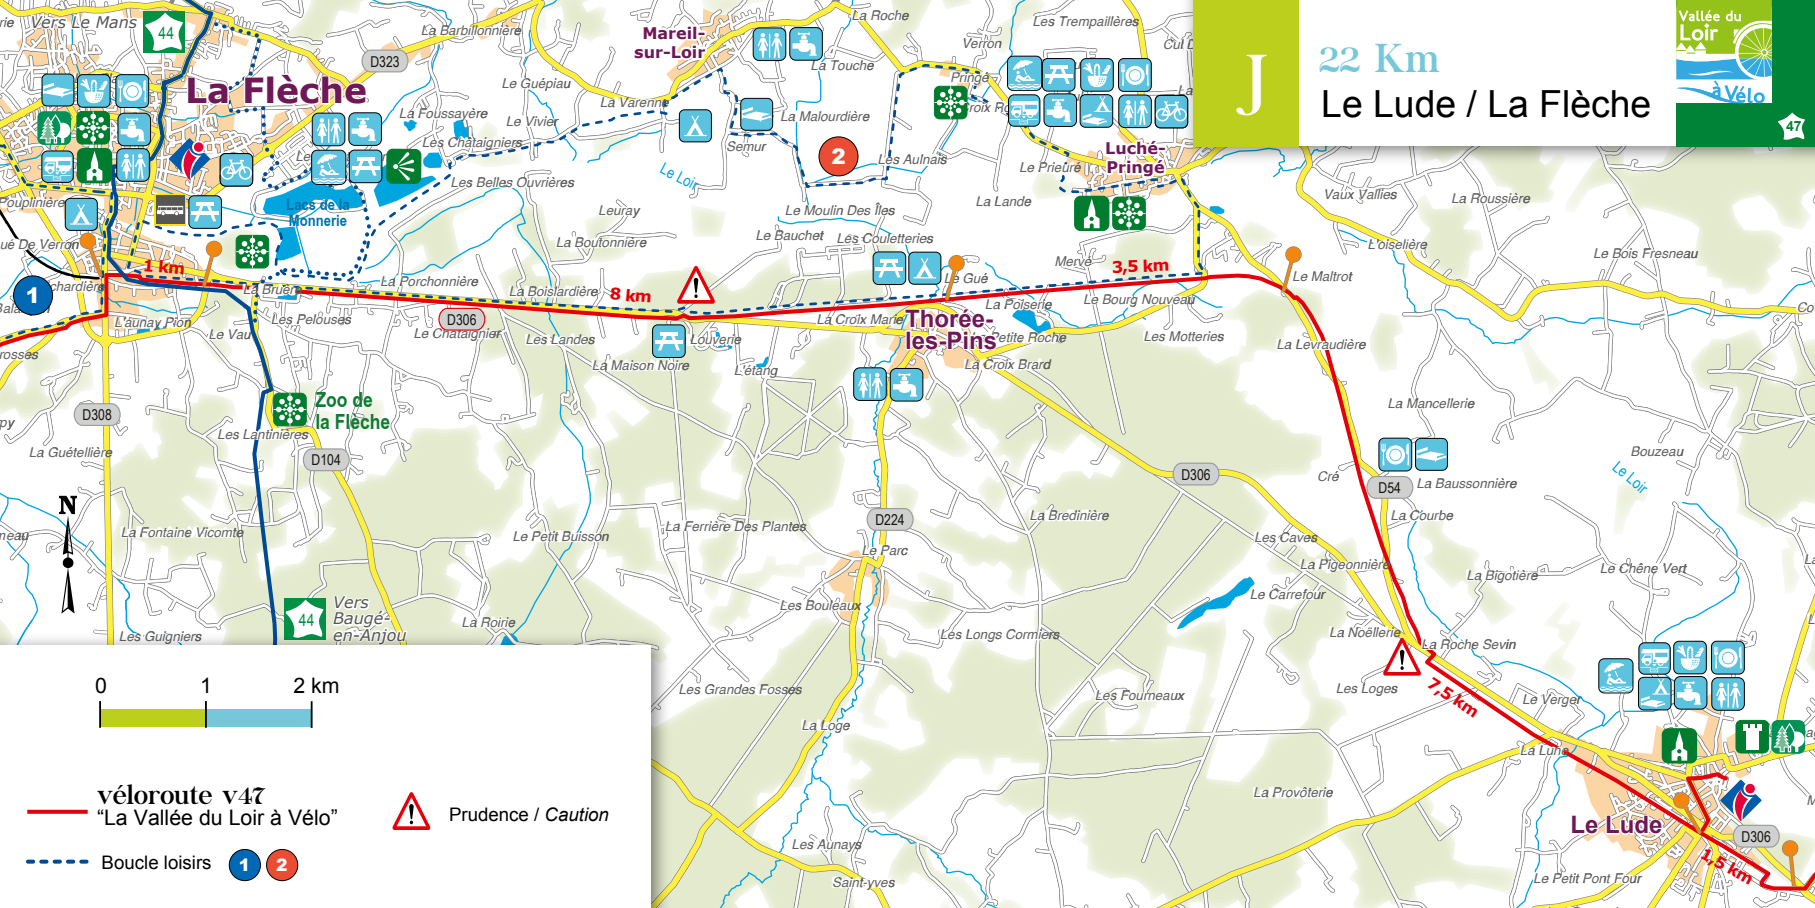 Vers Le Mans
44
La Flèche
D323
La Barbillonnière
Mareil-
sur-Loir
La Roche
Les Trempaillères
Verron
La Touche
Pringé
Le Guépiau
La Varenne
La Foussayère
Le Vivier
Les Châtaigniers
Semur
La Malourdière
2
Les Aulnais
Le Prieuré
Luché-
Pringé
Le Loir
Les Belles Ouvrières
Leuray
Le Moulin Des Îles
La Lande
Lacs de la
Monnerie
La Boufonnière
Le Bauchet
Les Couletteries
J
22 Km
Le Lude / La Flèche
Vallée du
Loir
à Vélo
47
Vaux Vallies
La Roussière
L'oiselière
Le Bois Fresneau
Le Maltrot
Mervé
3,5 km
1 km
1
La Bruère
La Porchonnière
La Boislardière
8 km
Le Gué
La Poiserie
Le Bourg Nouveau
L'aunay Pion
Le Vau
Les Pelouses
D306
Le Chataignier
Les Landes
Louverie
La Croix Marie
Thorée-
les-Pins
Petite Roche
Les Motteries
La Levraudière
La Maison Noire
L'étang
La Croix Brard
D308
Zoo de
la Flèche
Les Lantinières
La Guétellière
D104
La Mancellerie
Bouzeau
Le Loir
D306
Cré
D54
La Baussonnière
La Courbe
N
La Fontaine Vicomte
Le Petit Buisson
La Ferrière Des Plantes
D224
La Bredinière
Les Caves
Le Parc
La Pigeonnière
La Bigotière
Le Chêne Vert
Les Bouleaux
Le Carrefour
44
Vers
Baugé-
en-Anjou
Les Guigniers
La Roirie
Les Longs Cormiers
La Noëllerie
La Roche Sevin
Les Grandes Fosses
Les Fourneaux
Les Loges
7,5 km
Le Verger
La Loge
La Lune
La Provôterie
Le Lude
D306
1,5 km
Les Aunays
Saint-yves
Le Petit Pont Four
0 1 2 km
véloroute v47
“La Vallée du Loir à Vélo”
Prudence / Caution
Boucle loisirs 1 2